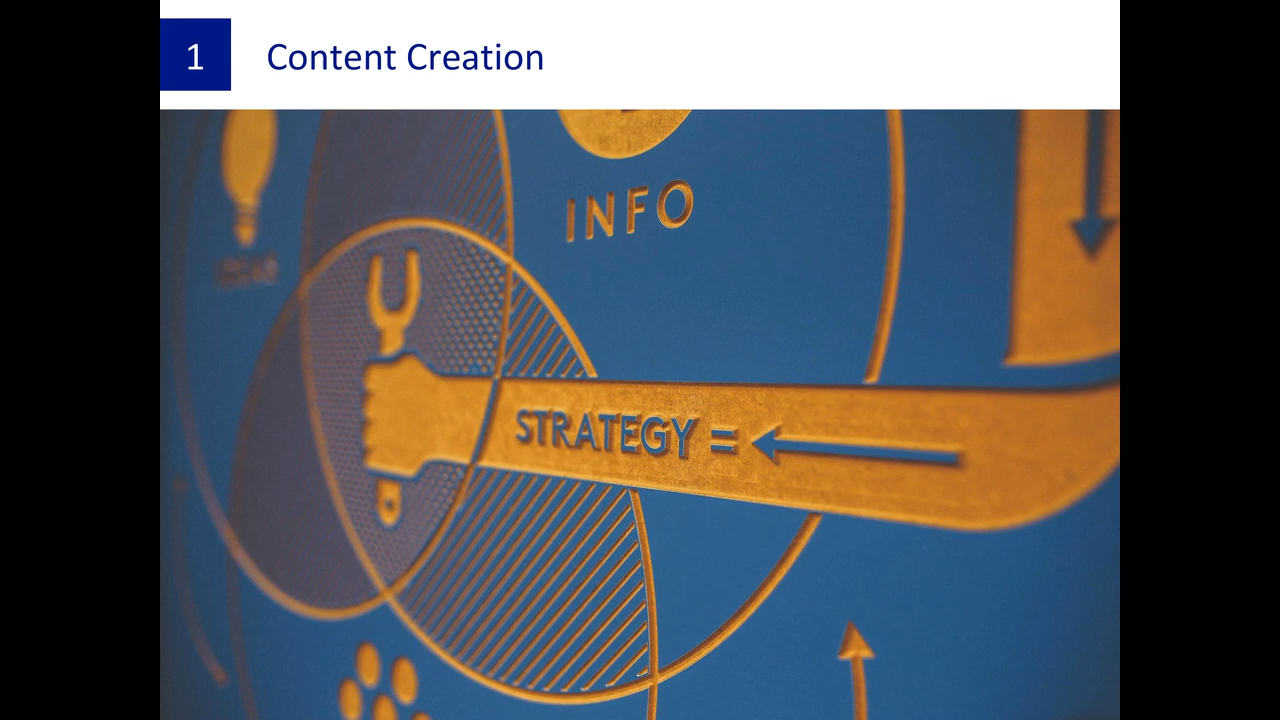 1
Content Creation
INFO
STRATEGY =